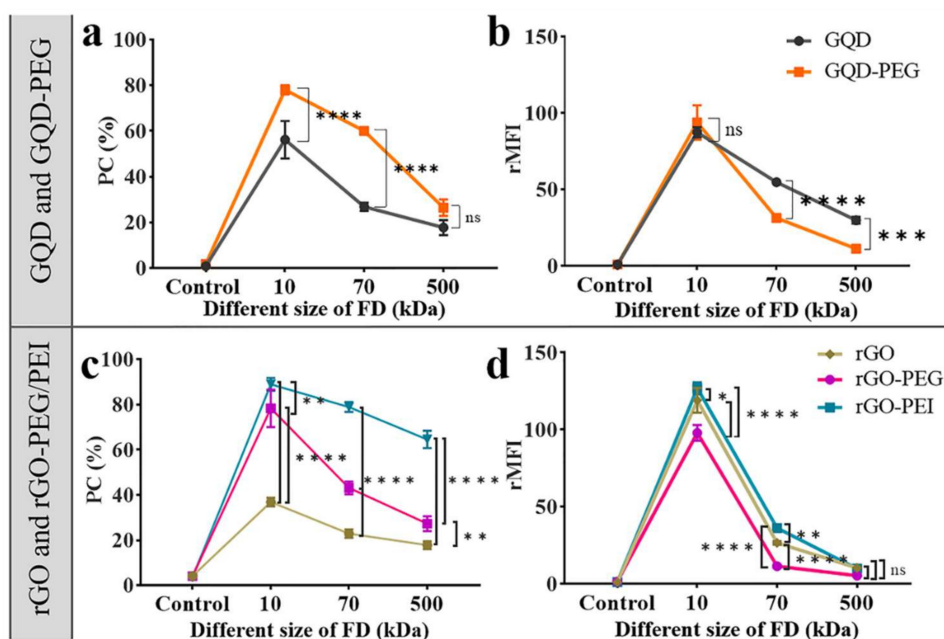 GQD and GQD-PEG
a
PC (%)
100
80
60
40
20
0
****
****
ns
Control 10 70 500
Different size of FD (kDa)
b
rMFI
150
100
50
0
GQD
GQD-PEG
ns
****
***
Control 10 70 500
Different size of FD (kDa)
rGO and rGO-PEG/PEI
c
PC (%)
100
80
60
40
20
0
**
****
****
****
**
Control 10 70 500
Different size of FD (kDa)
d
rMFI
150
100
50
0
rGO
rGO-PEG
rGO-PEI
*
****
**
****
****
ns
Control 10 70 500
Different size of FD (kDa)